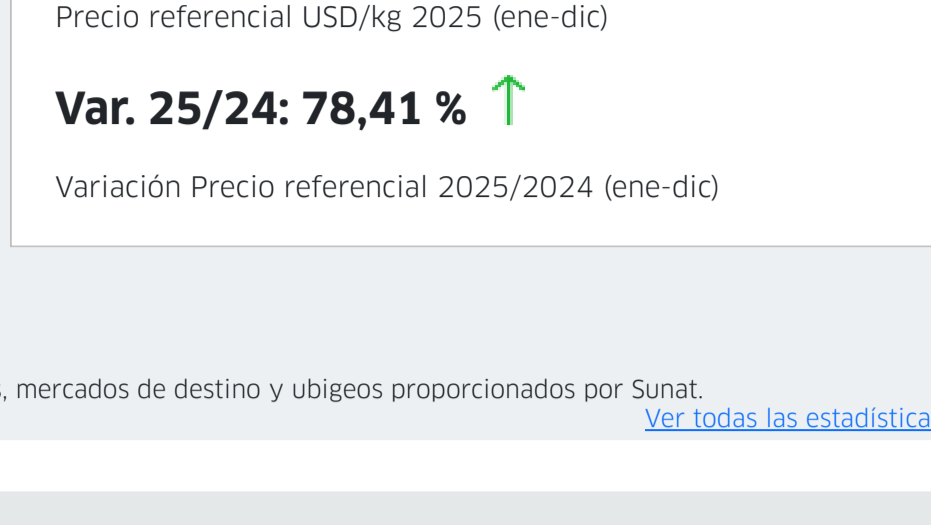 Precio referencial USD/kg 2025 (ene-dic)
Var. 25/24: 78,41 %
Variación Precio referencial 2025/2024 (ene-dic)
, mercados de destino y ubigeos proporcionados por Sunat.
Ver todas las estadística